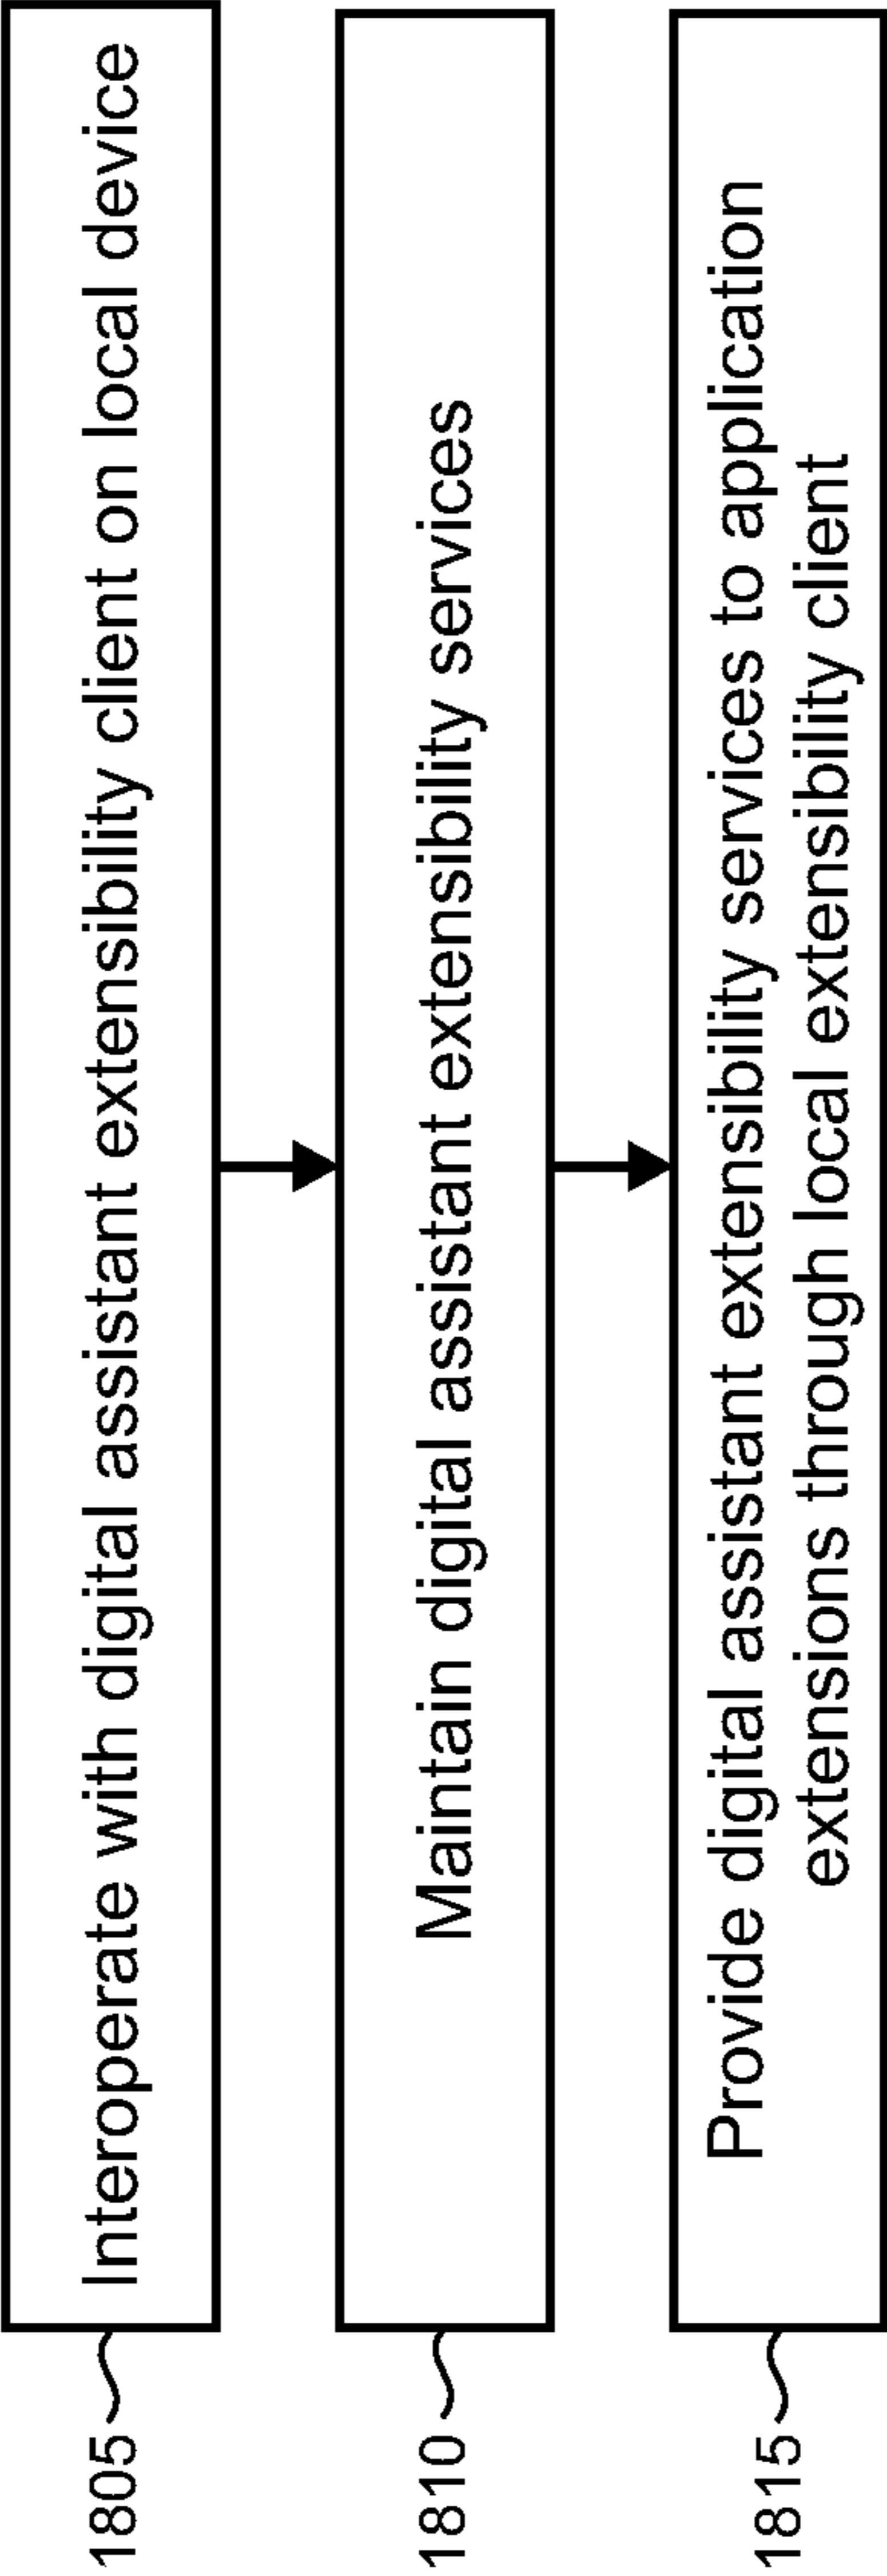 1805
Interoperate with digital assistant extensibility client on local device
1810
Maintain digital assistant extensibility services
1815
Provide digital assistant extensibility services to application
extensions through local extensibility client